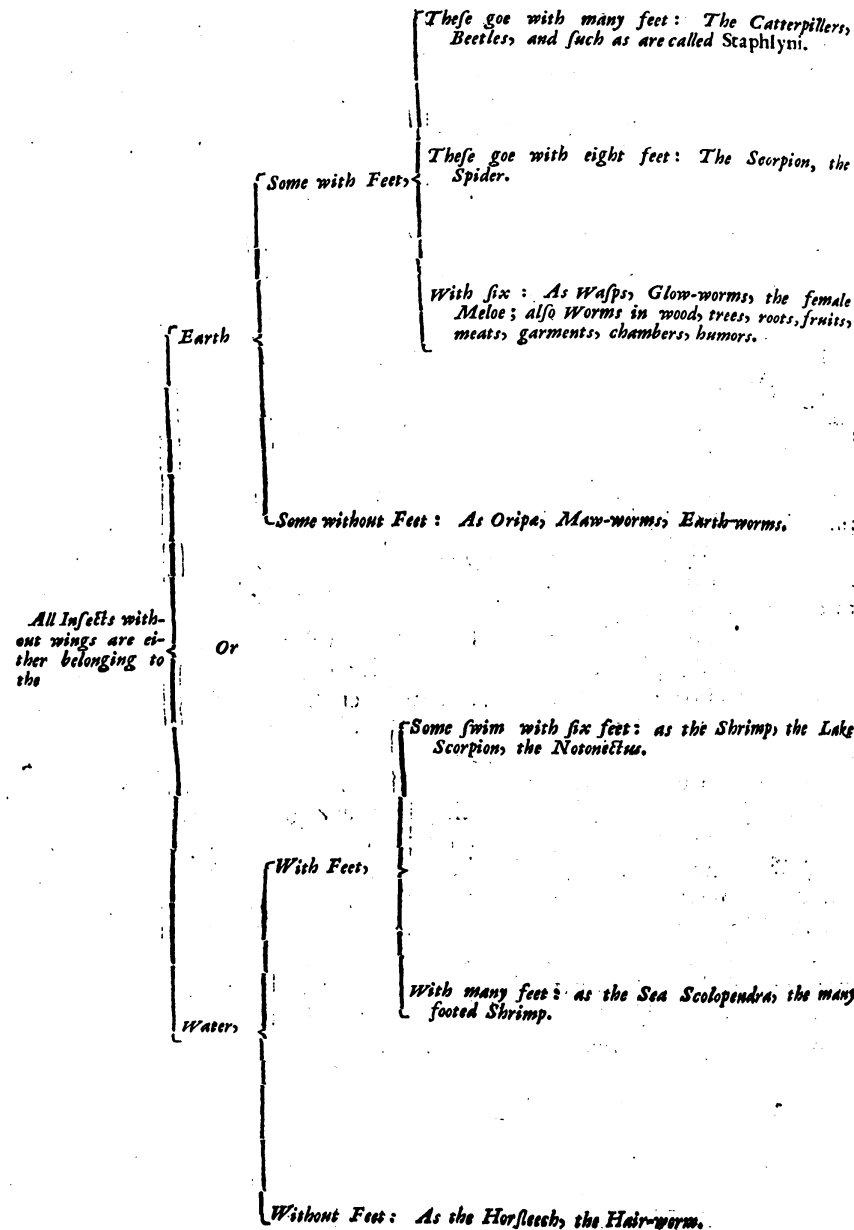 Theſe goe with many feet: The Catterpillers,
Beetles, and ſuch as are called Staphlyni.
Theſe goe with eight feet: The Scorpion, the
Spider.
Some with Feet,
With ſix: As Waſps, Glow-worms, the female
Meloe; alſo Worms in wood, trees, roots, fruits,
meats, garments, chambers, humors.
Earth
Some without Feet: As Oripa, Maw-worms, Earth-worms.
All Inſects with-
out wings are ei-
ther belonging to
the
Or
Some ſwim with ſix feet: as the Shrimp, the Lake
Scorpion, the Notonectus.
With Feet,
With many feet: as the Sea Scolopendra, the many
footed Shrimp.
Water,
Without Feet: As the Horſleech, the Hair-worm.